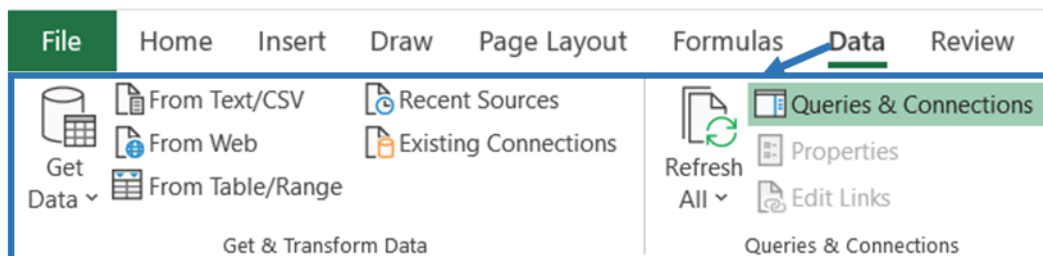 File Home Insert Draw Page Layout Formulas Data Review
From Text/CSV
From Web
From Table/Range
Get
Data
Recent Sources
Existing Connections
Get & Transform Data
Refresh
All
Queries & Connections
Properties
Edit Links
Queries & Connections